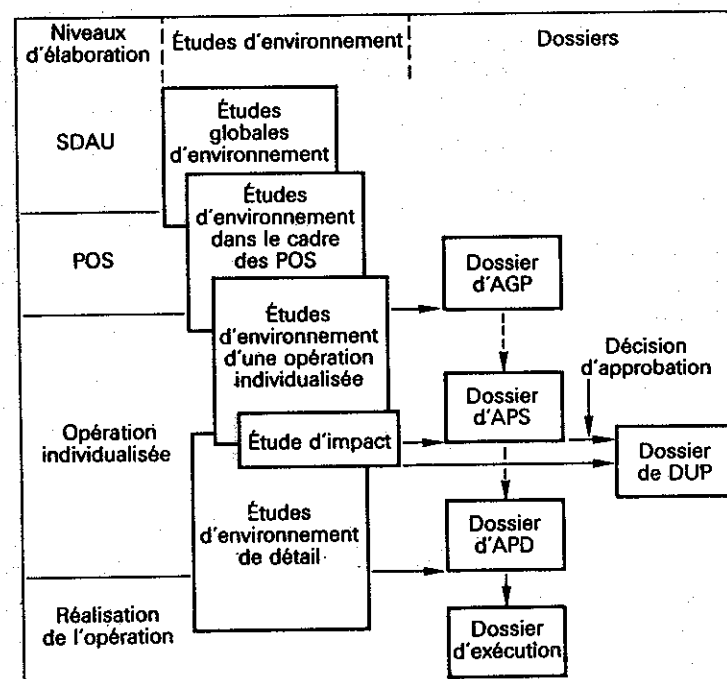 Niveaux
d'élaboration
Études d'environnement
Dossiers
SDAU
Études
globales
d'environnement
Études
d'environnement
dans le cadre
des POS
POS
Dossier
d'AGP
Études
d'environnement
d'une opération
individualisée
Décision
d'approbation
Dossier
d'APS
Opération
individualisée
Étude d'impact
Dossier
de DUP
Études
d'environnement
de détail
Dossier
d'APD
Réalisation
de l'opération
Dossier
d'exécution